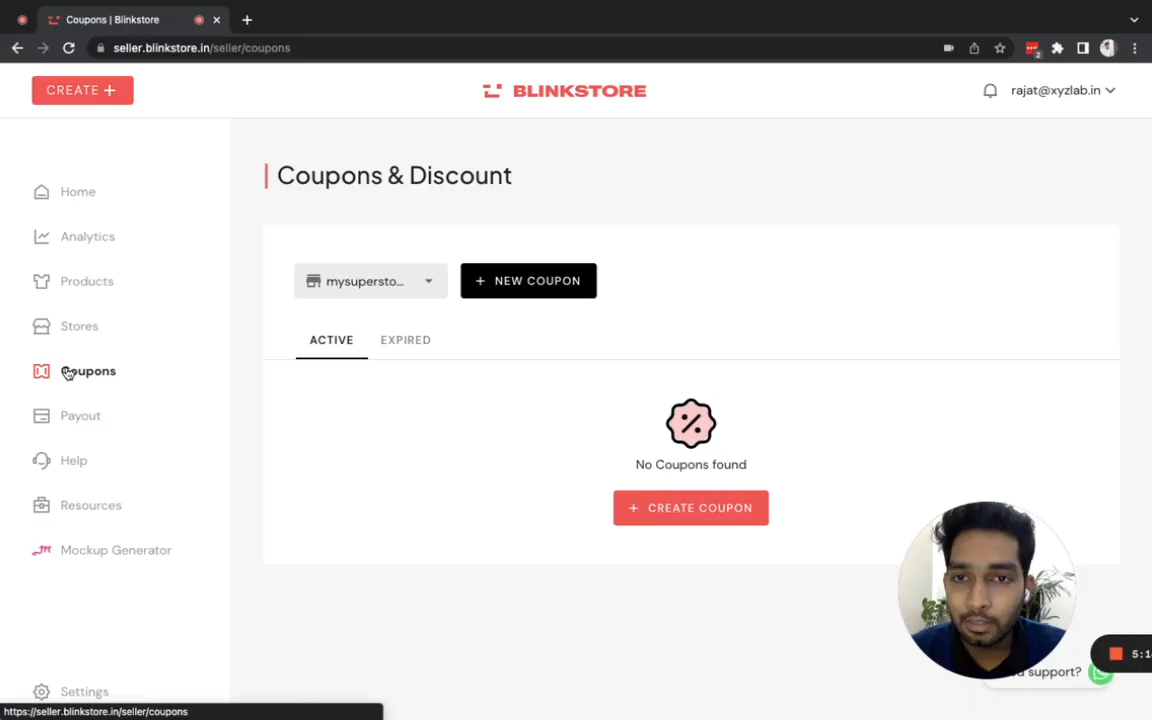 Coupons | Blinkstore
seller.blinkstore.in/seller/coupons
2
CREATE +
BLINKSTORE
rajat@xyzlab.in
Coupons & Discount
Home
Analytics
Products
Stores
Coupons
Payout
Help
Resources
Mockup Generator
Settings
mysupersto...
+ NEW COUPON
ACTIVE
EXPIRED
No Coupons found
+ CREATE COUPON
support?
https://seller.blinkstore.in/seller/coupons